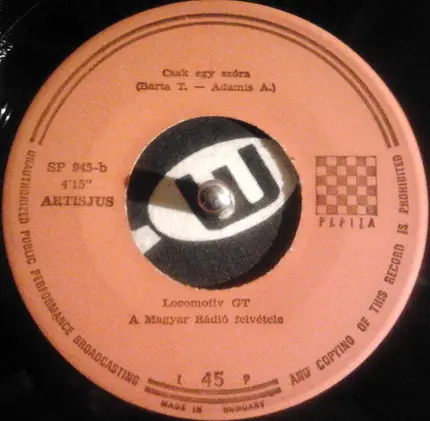 Csak egy szóra
(Barta T. — Adamis A.)
SP 945-b
4'15"
ARTISJUS
PEPITA
Locomotiv GT
A Magyar Rádió felvétele
UNAUTHORIZED PUBLIC PERFORMANCE BROADCASTING AND COPYING OF THIS RECORD IS PROHIBITED
45 P
MADE IN HUNGARY